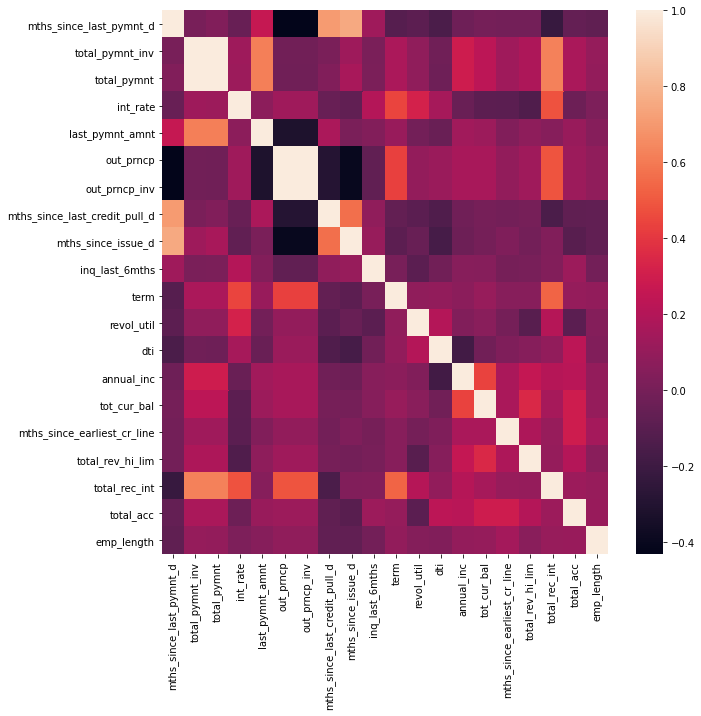 mths_since_last_pymnt_d
total_pymnt_inv
total_pymnt
int_rate
last_pymnt_amnt
out_prncp
out_prncp_inv
mths_since_last_credit_pull_d
mths_since_issue_d
inq_last_6mths
term
revol_util
dti
annual_inc
tot_cur_bal
mths_since_earliest_cr_line
total_rev_hi_lim
total_rec_int
total_acc
emp_length
mths_since_last_pymnt_d
total_pymnt_inv
total_pymnt
int_rate
last_pymnt_amnt
out_prncp
out_prncp_inv
mths_since_last_credit_pull_d
mths_since_issue_d
inq_last_6mths
term
revol_util
dti
annual_inc
tot_cur_bal
mths_since_earliest_cr_line
total_rev_hi_lim
total_rec_int
total_acc
emp_length
1.0
0.8
0.6
0.4
0.2
0.0
−0.2
−0.4